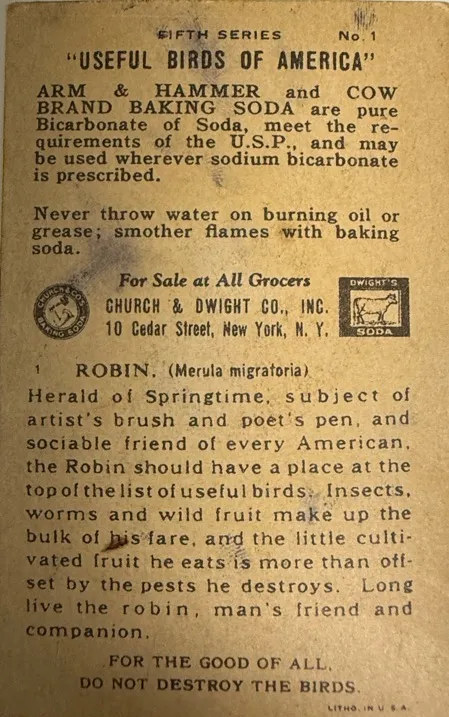 FIFTH SERIES No. 1
"USEFUL BIRDS OF AMERICA"
ARM & HAMMER and COW
BRAND BAKING SODA are pure
Bicarbonate of Soda, meet the re-
quirements of the U.S.P., and may
be used wherever sodium bicarbonate
is prescribed.
Never throw water on burning oil or
grease; smother flames with baking
soda.
For Sale at All Grocers
CHURCH & CO'S
BAKING SODA
CHURCH & DWIGHT CO., INC.
10 Cedar Street, New York, N. Y.
DWIGHT'S
SODA
1 ROBIN. (Merula migratoria)
Herald of Springtime, subject of
artist's brush and poet's pen, and
sociable friend of every American,
the Robin should have a place at the
top of the list of useful birds. Insects,
worms and wild fruit make up the
bulk of his fare, and the little culti-
vated fruit he eats is more than off-
set by the pests he destroys. Long
live the robin, man's friend and
companion.
FOR THE GOOD OF ALL,
DO NOT DESTROY THE BIRDS.
LITHO. IN U.S.A.